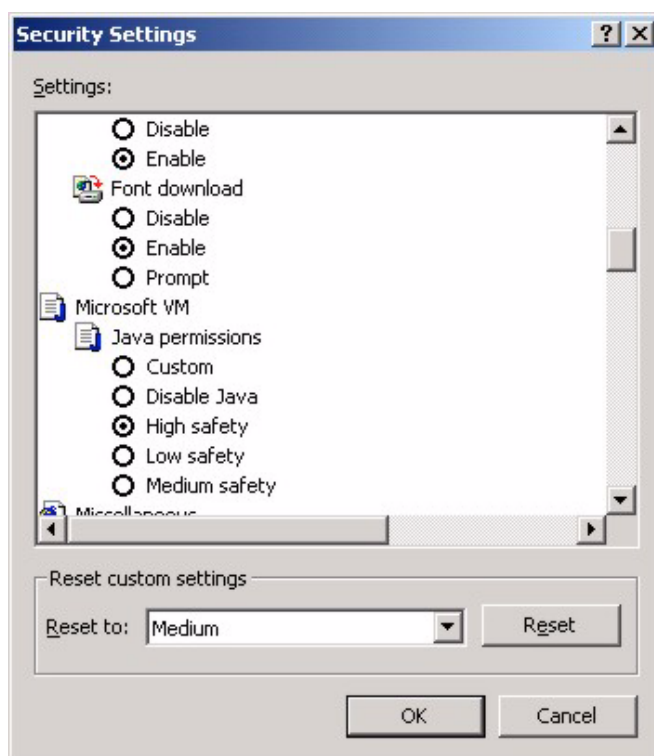 Security Settings
Settings:
Disable
Enable
Font download
Disable
Enable
Prompt
Microsoft VM
Java permissions
Custom
Disable Java
High safety
Low safety
Medium safety
Miscellaneous
Reset custom settings
Reset to: Medium Reset
OK Cancel